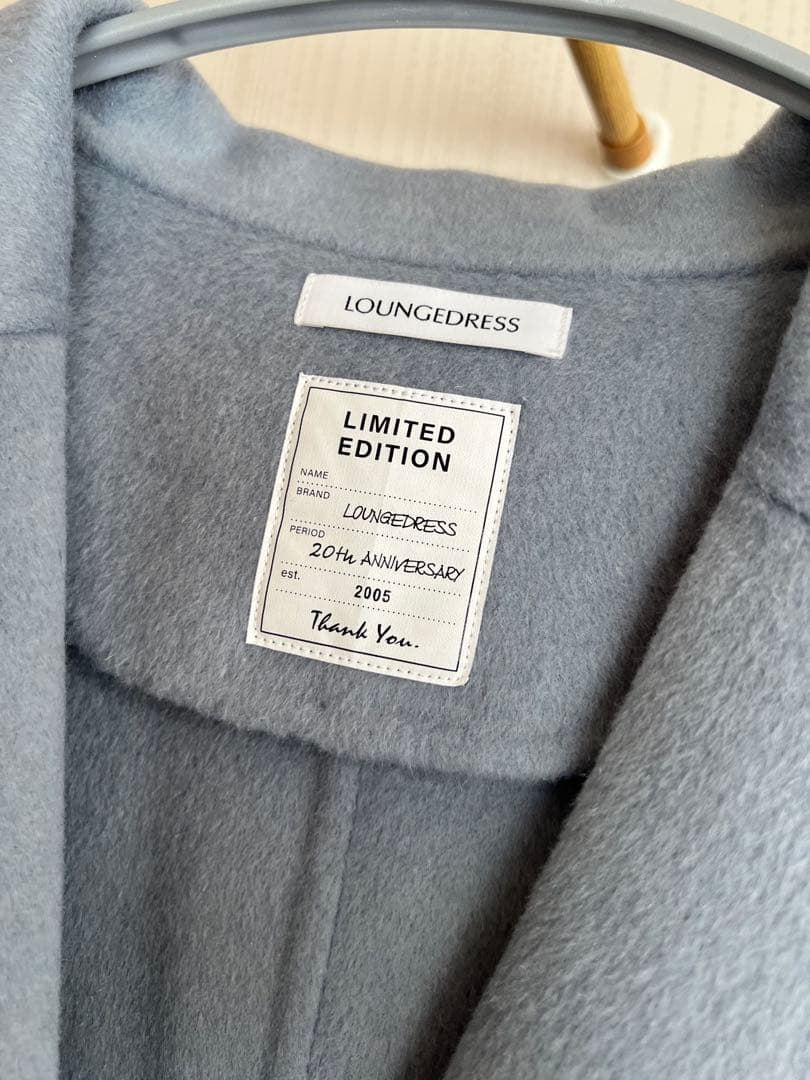 LOUNGEDRESS
LIMITED
EDITION
NAME
BRAND
LOUNGEDRESS
PERIOD
20th ANNIVERSARY
est.
2005
Thank You.